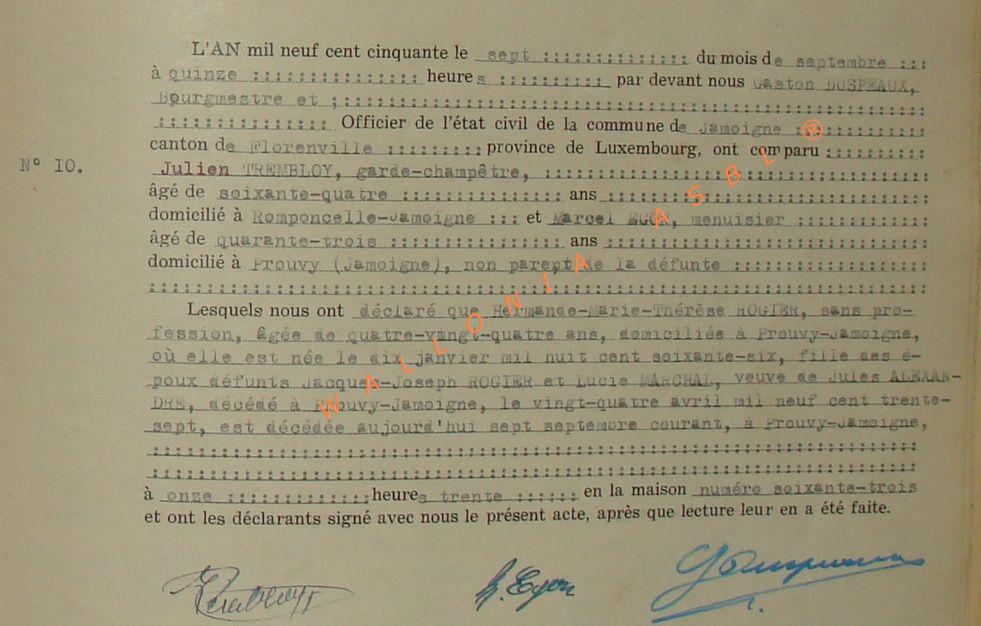 L'AN mil neuf cent cinquante le sept :::::::::::::: du mois de septembre :::
à quinze :::::::::::::::: heures :::::::::: par devant nous Gaston
Bourgmestre et ;::::::::::::::::::::::::::::::::::::::::::::::::::::::::
:::::::::::::::: Officier de l'état civil de la commune de Jamoigne :::::::::::
canton de Florenville ::::::::: province de Luxembourg, ont comparu ::::::::::
N° 10.
Julien TREMBLOY, garde-champêtre, ::::::::::::::::::::::::::::::::::::::
âgé de soixante-quatre ::::::::::::::: ans :::::::::::::::::::::::::::::::
domicilié à Romponcelle-Jamoigne ::: et Marcel EGON, menuisier ::::::::::::
âgé de quarante-trois :::::::::::::::: ans ::::::::::::::::::::::::::::::
domicilié à Prouvy (Jamoigne), non parent de la défunte :::::::::::::::::::
::::::::::::::::::::::::::::::::::::::::::::::::::::::::::::::::::::::::::
Lesquels nous ont déclaré que Hermande-Marie-Thérèse ROGIER, sans pro-
fession, âgée de quatre-vingt-quatre ans, domiciliée à Prouvy-Jamoigne,
où elle est née le dix janvier mil huit cent soixante-six, fille des é-
poux défunts Jacques-Joseph ROGIER et Lucie MARCHAL, veuve de Jules ALEXAN-
DRE, décédé à Prouvy-Jamoigne, le vingt-quatre avril mil neuf cent trente-
sept, est décédée aujourd'hui sept septembre courant, à Prouvy-Jamoigne,
::::::::::::::::::::::::::::::::::::::::::::::::::::::::::::::::::::::::::
::::::::::::::::::::::::::::::::::::::::::::::::::::::::::::::::::::::::::
à onze :::::::::::::: heures trente :::::: en la maison numéro soixante-trois
et ont les déclarants signé avec nous le présent acte, après que lecture leur en a été faite.
WALLONIA ASBL ®